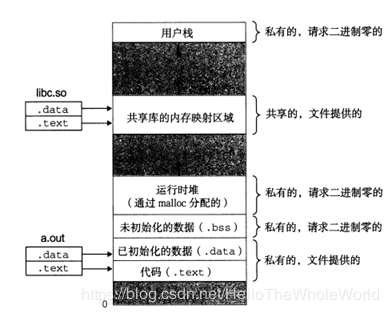 用户栈
私有的，请求二进制零的
libc.so
.data
.text
共享库的内存映射区域
共享的，文件提供的
运行时堆
（通过 malloc 分配的）
私有的，请求二进制零的
未初始化的数据（.bss）
私有的，请求二进制零的
a.out
.data
.text
已初始化的数据（.data）
代码（.text）
私有的，文件提供的
0
https://blog.csdn.net/HelloTheWholeWorld